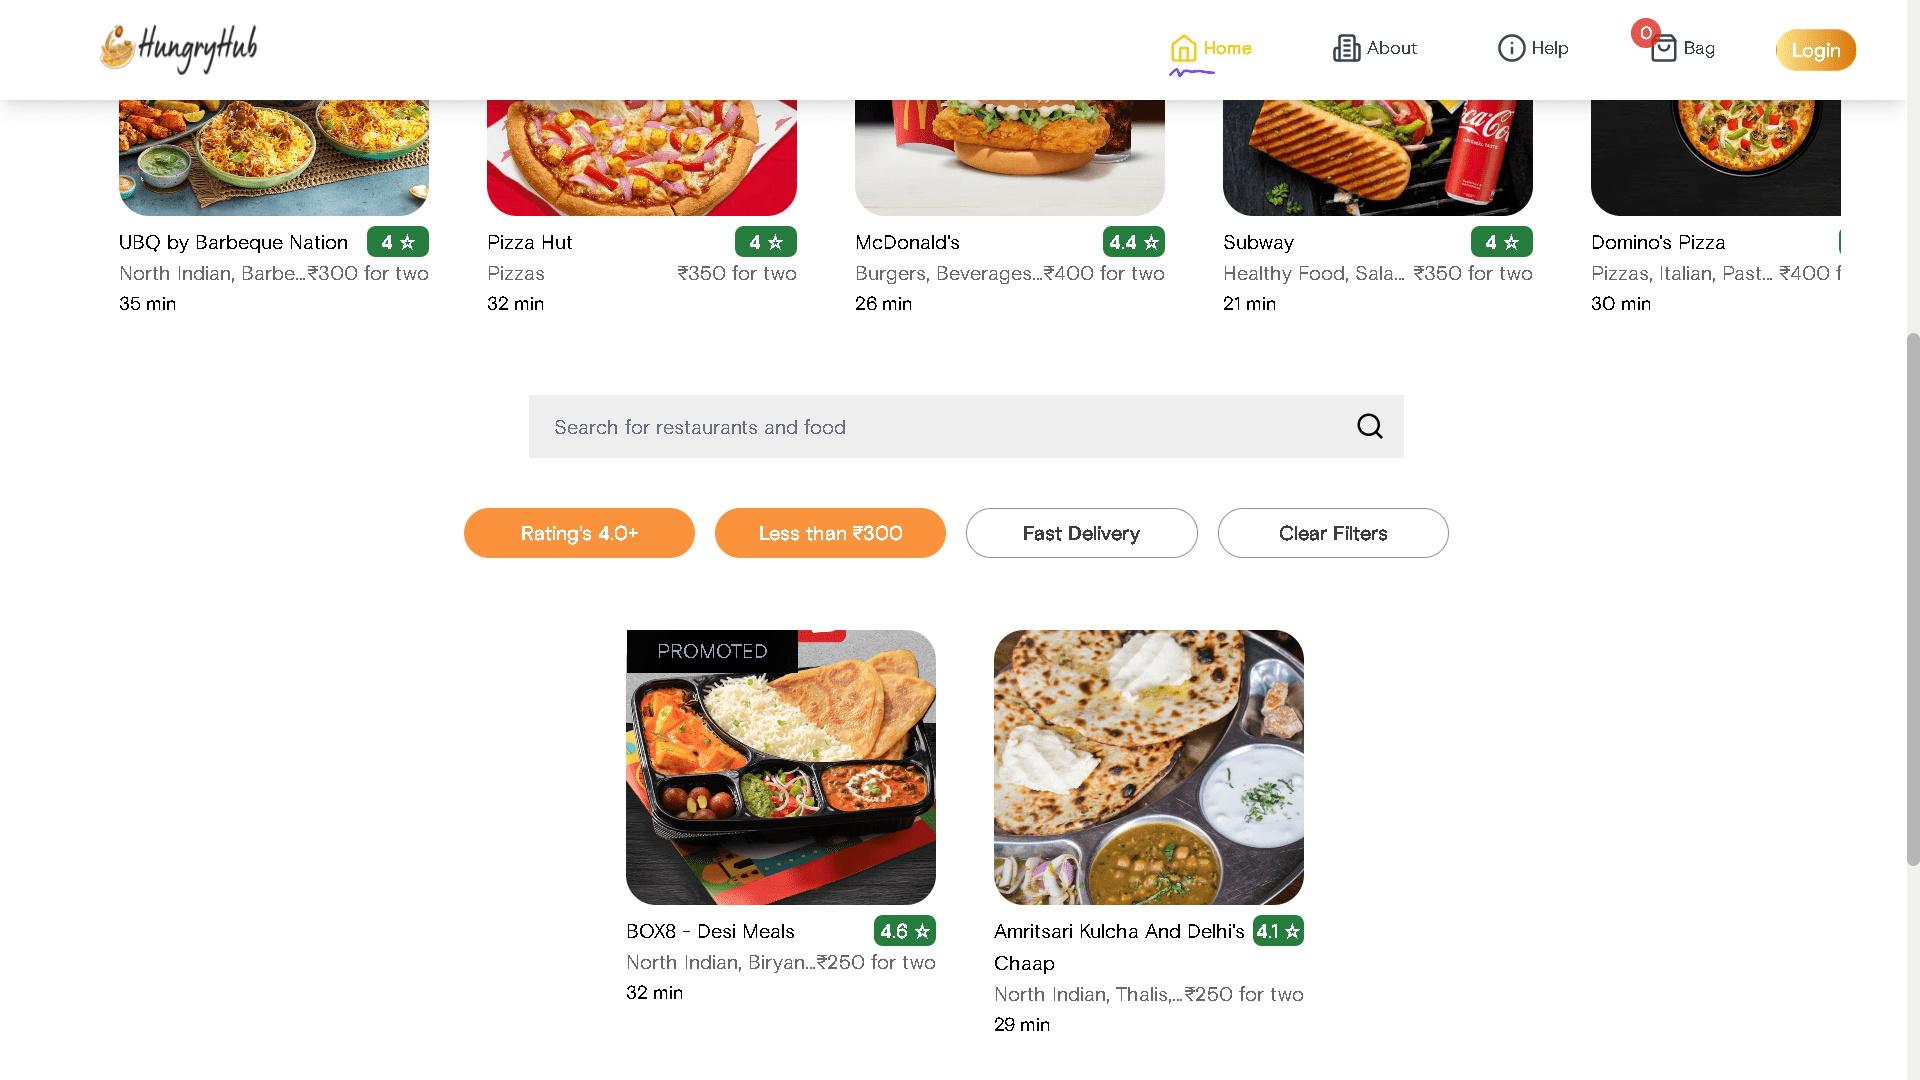 HungryHub
Home
About
Help
0
Bag
Login
UBQ by Barbeque Nation 4 ☆
North Indian, Barbe...₹300 for two
35 min
Pizza Hut 4 ☆
Pizzas ₹350 for two
32 min
McDonald's 4.4 ☆
Burgers, Beverages...₹400 for two
26 min
Subway 4 ☆
Healthy Food, Sala... ₹350 for two
21 min
Domino's Pizza
Pizzas, Italian, Past... ₹400 f
30 min
Search for restaurants and food
Rating's 4.0+
Less than ₹300
Fast Delivery
Clear Filters
PROMOTED
BOX8 - Desi Meals 4.6 ☆
North Indian, Biryan...₹250 for two
32 min
Amritsari Kulcha And Delhi's 4.1 ☆
Chaap
North Indian, Thalis,...₹250 for two
29 min